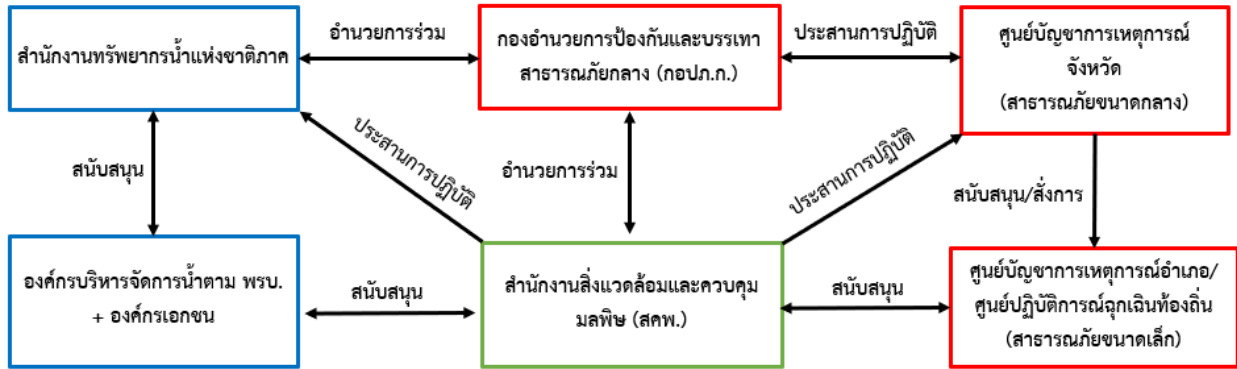 สำนักงานทรัพยากรน้ำแห่งชาติภาค
อำนวยการร่วม
กองอำนวยการป้องกันและบรรเทา
สาธารณภัยกลาง (กอปภ.ก.)
ประสานการปฏิบัติ
ศูนย์บัญชาการเหตุการณ์
จังหวัด
(สาธารณภัยขนาดกลาง)
สนับสนุน
ประสานการปฏิบัติ
อำนวยการร่วม
ประสานการปฏิบัติ
สนับสนุน/สั่งการ
องค์กรบริหารจัดการน้ำตาม พรบ.
+ องค์กรเอกชน
สนับสนุน
สำนักงานสิ่งแวดล้อมและควบคุม
มลพิษ (สคพ.)
สนับสนุน
ศูนย์บัญชาการเหตุการณ์อำเภอ/
ศูนย์ปฏิบัติการณ์ฉุกเฉินท้องถิ่น
(สาธารณภัยขนาดเล็ก)